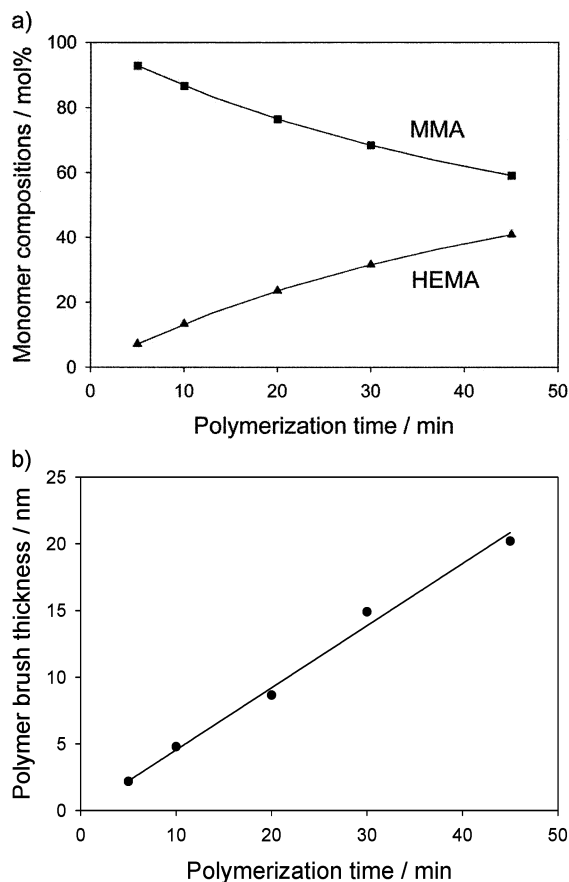 a)
100
80
60
40
20
0
Monomer compositions / mol%
MMA
HEMA
0 10 20 30 40 50
Polymerization time / min
b)
25
20
15
10
5
0
Polymer brush thickness / nm
0 10 20 30 40 50
Polymerization time / min